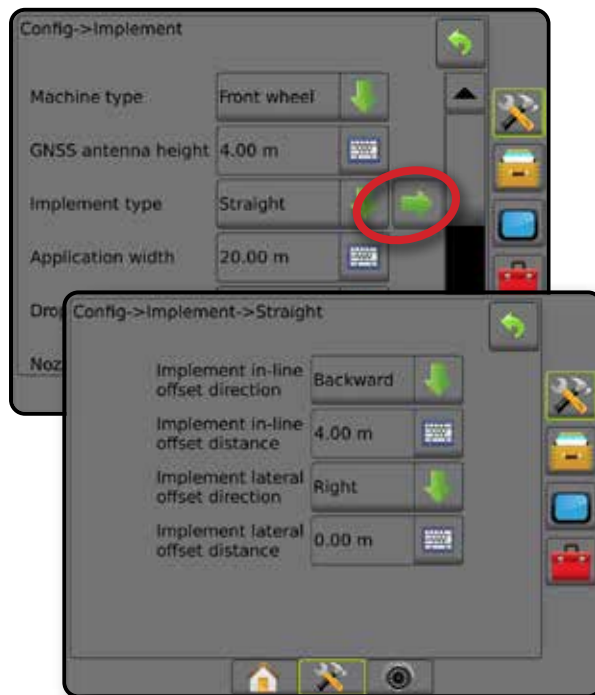 Config->Implement
Machine type Front wheel
GNSS antenna height 4.00 m
Implement type Straight
Application width 20.00 m
Config->Implement->Straight
Implement in-line
offset direction
Backward
Implement in-line
offset distance
4.00 m
Implement lateral
offset direction
Right
Implement lateral
offset distance
0.00 m